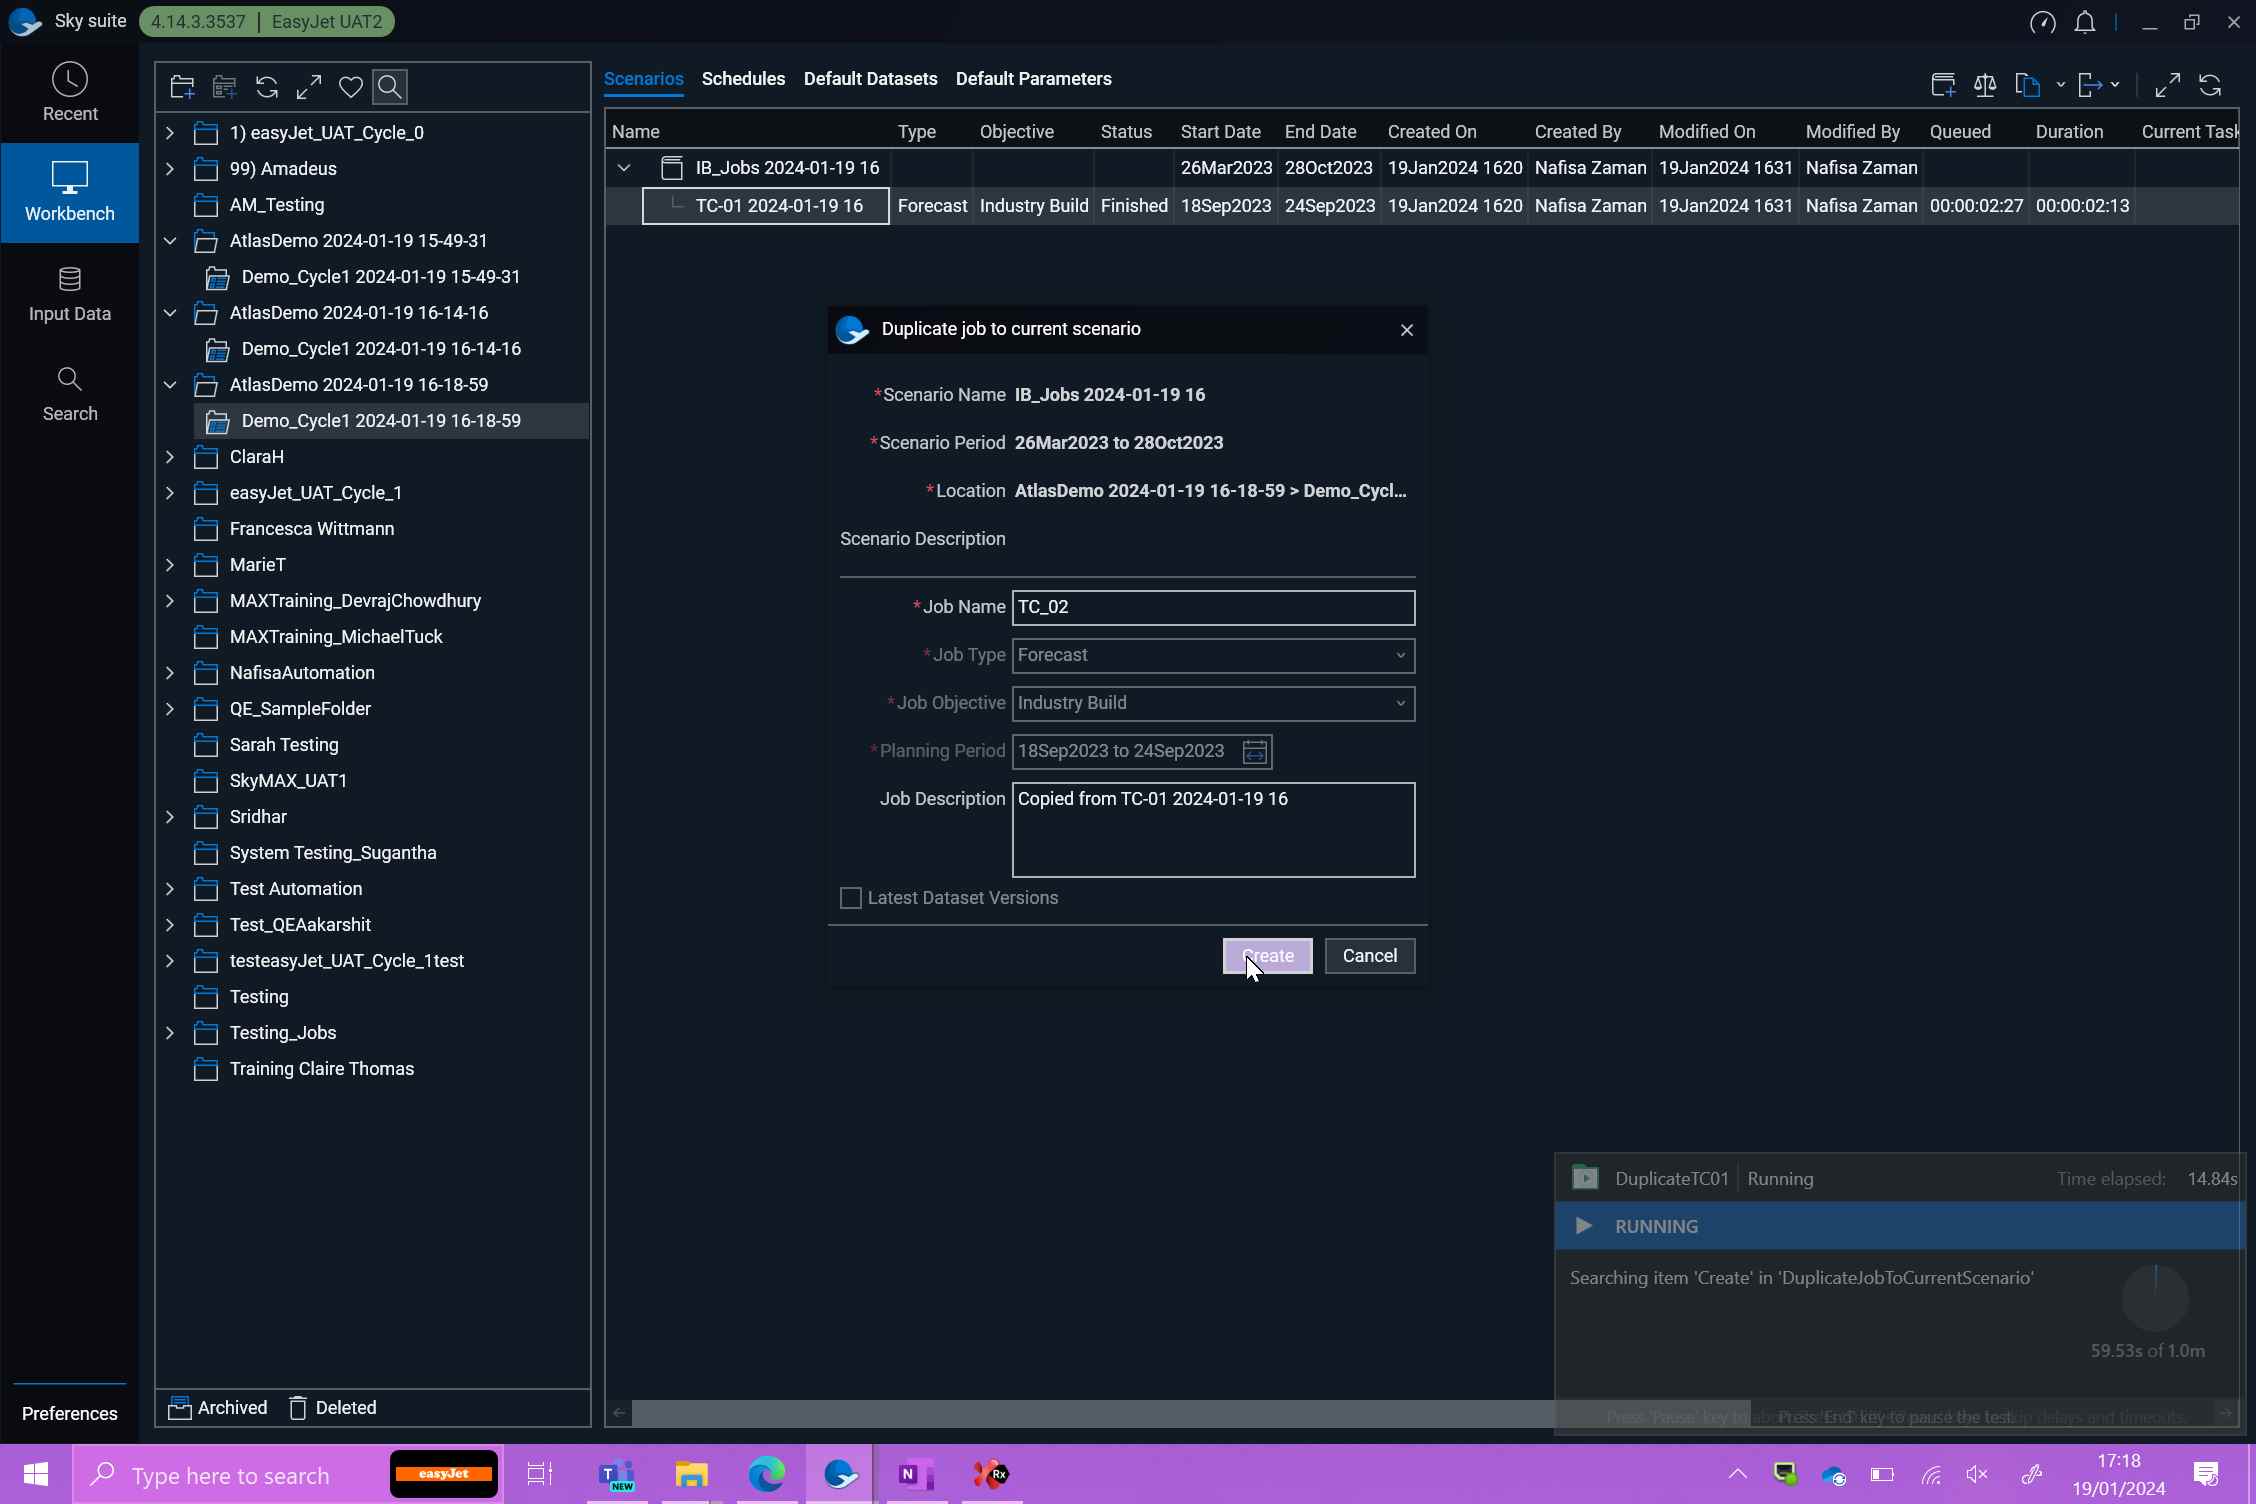 Sky suite 4.14.3.3537 | EasyJet UAT2
Recent
Workbench
Input Data
Search
Preferences
1) easyJet_UAT_Cycle_0
99) Amadeus
AM_Testing
AtlasDemo 2024-01-19 15-49-31
Demo_Cycle1 2024-01-19 15-49-31
AtlasDemo 2024-01-19 16-14-16
Demo_Cycle1 2024-01-19 16-14-16
AtlasDemo 2024-01-19 16-18-59
Demo_Cycle1 2024-01-19 16-18-59
ClaraH
easyJet_UAT_Cycle_1
Francesca Wittmann
MarieT
MAXTraining_DevrajChowdhury
MAXTraining_MichaelTuck
NafisaAutomation
QE_SampleFolder
Sarah Testing
SkyMAX_UAT1
Sridhar
System Testing_Sugantha
Test Automation
Test_QEAakarshit
testeasyJet_UAT_Cycle_1test
Testing
Testing_Jobs
Training Claire Thomas
Archived Deleted
Scenarios Schedules Default Datasets Default Parameters
Name Type Objective Status Start Date End Date Created On Created By Modified On Modified By Queued Duration Current Task
IB_Jobs 2024-01-19 16 26Mar2023 28Oct2023 19Jan2024 1620 Nafisa Zaman 19Jan2024 1631 Nafisa Zaman
TC-01 2024-01-19 16 Forecast Industry Build Finished 18Sep2023 24Sep2023 19Jan2024 1620 Nafisa Zaman 19Jan2024 1631 Nafisa Zaman 00:00:02:27 00:00:02:13
Duplicate job to current scenario
*Scenario Name IB_Jobs 2024-01-19 16
*Scenario Period 26Mar2023 to 28Oct2023
*Location AtlasDemo 2024-01-19 16-18-59 > Demo_Cycl...
Scenario Description
*Job Name TC_02
*Job Type Forecast
*Job Objective Industry Build
*Planning Period 18Sep2023 to 24Sep2023
Job Description Copied from TC-01 2024-01-19 16
Latest Dataset Versions
Create Cancel
DuplicateTC01 | Running Time elapsed: 14.84s
RUNNING
Searching item 'Create' in 'DuplicateJobToCurrentScenario'
59.53s of 1.0m
Press 'Pause' key to Press 'End' key to pause the test. delays and timeouts.
Type here to search
easyJet
NEW
17:18
19/01/2024